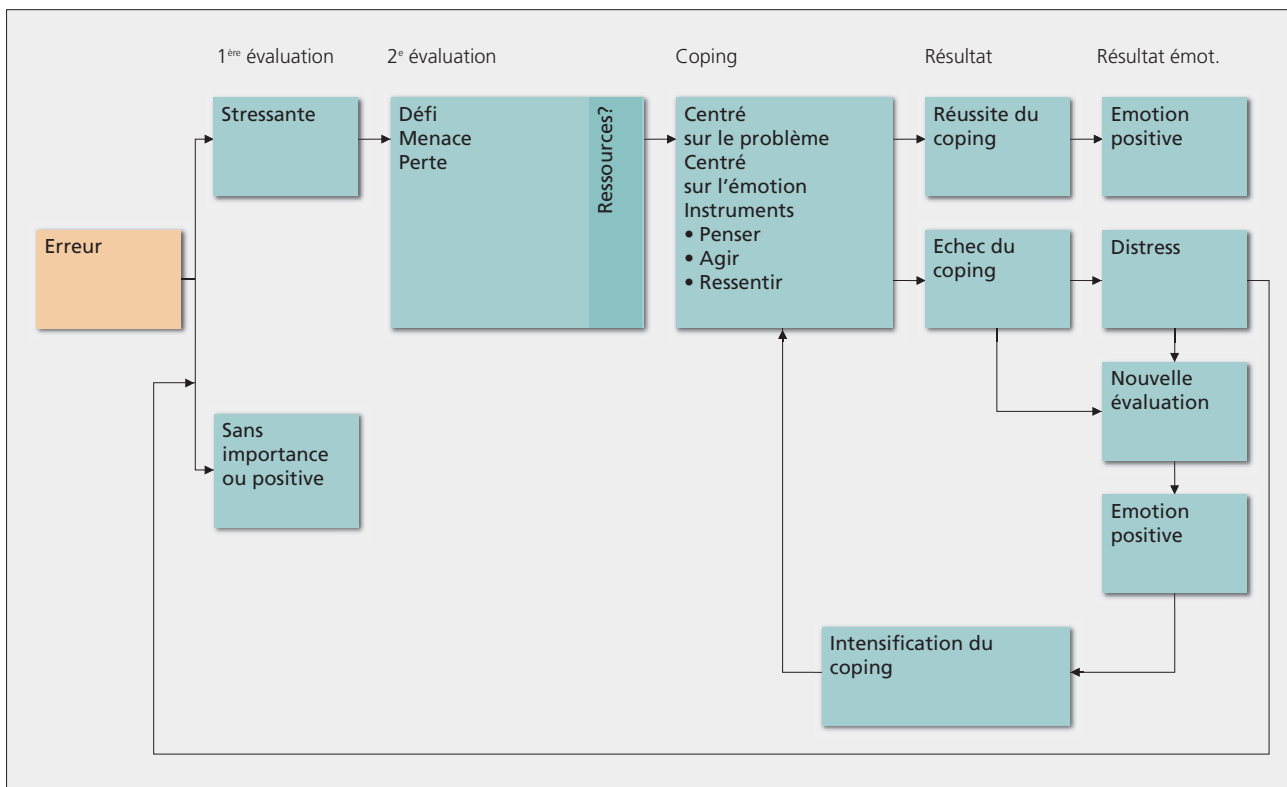 1ère évaluation
2e évaluation
Coping
Résultat
Résultat émot.
Stressante
Défi
Menace
Perte
Ressources?
Centré
sur le problème
Centré
sur l'émotion
Instruments
• Penser
• Agir
• Ressentir
Réussite du
coping
Emotion
positive
Erreur
Echec du
coping
Distress
Nouvelle
évaluation
Sans
importance
ou positive
Emotion
positive
Intensification du
coping